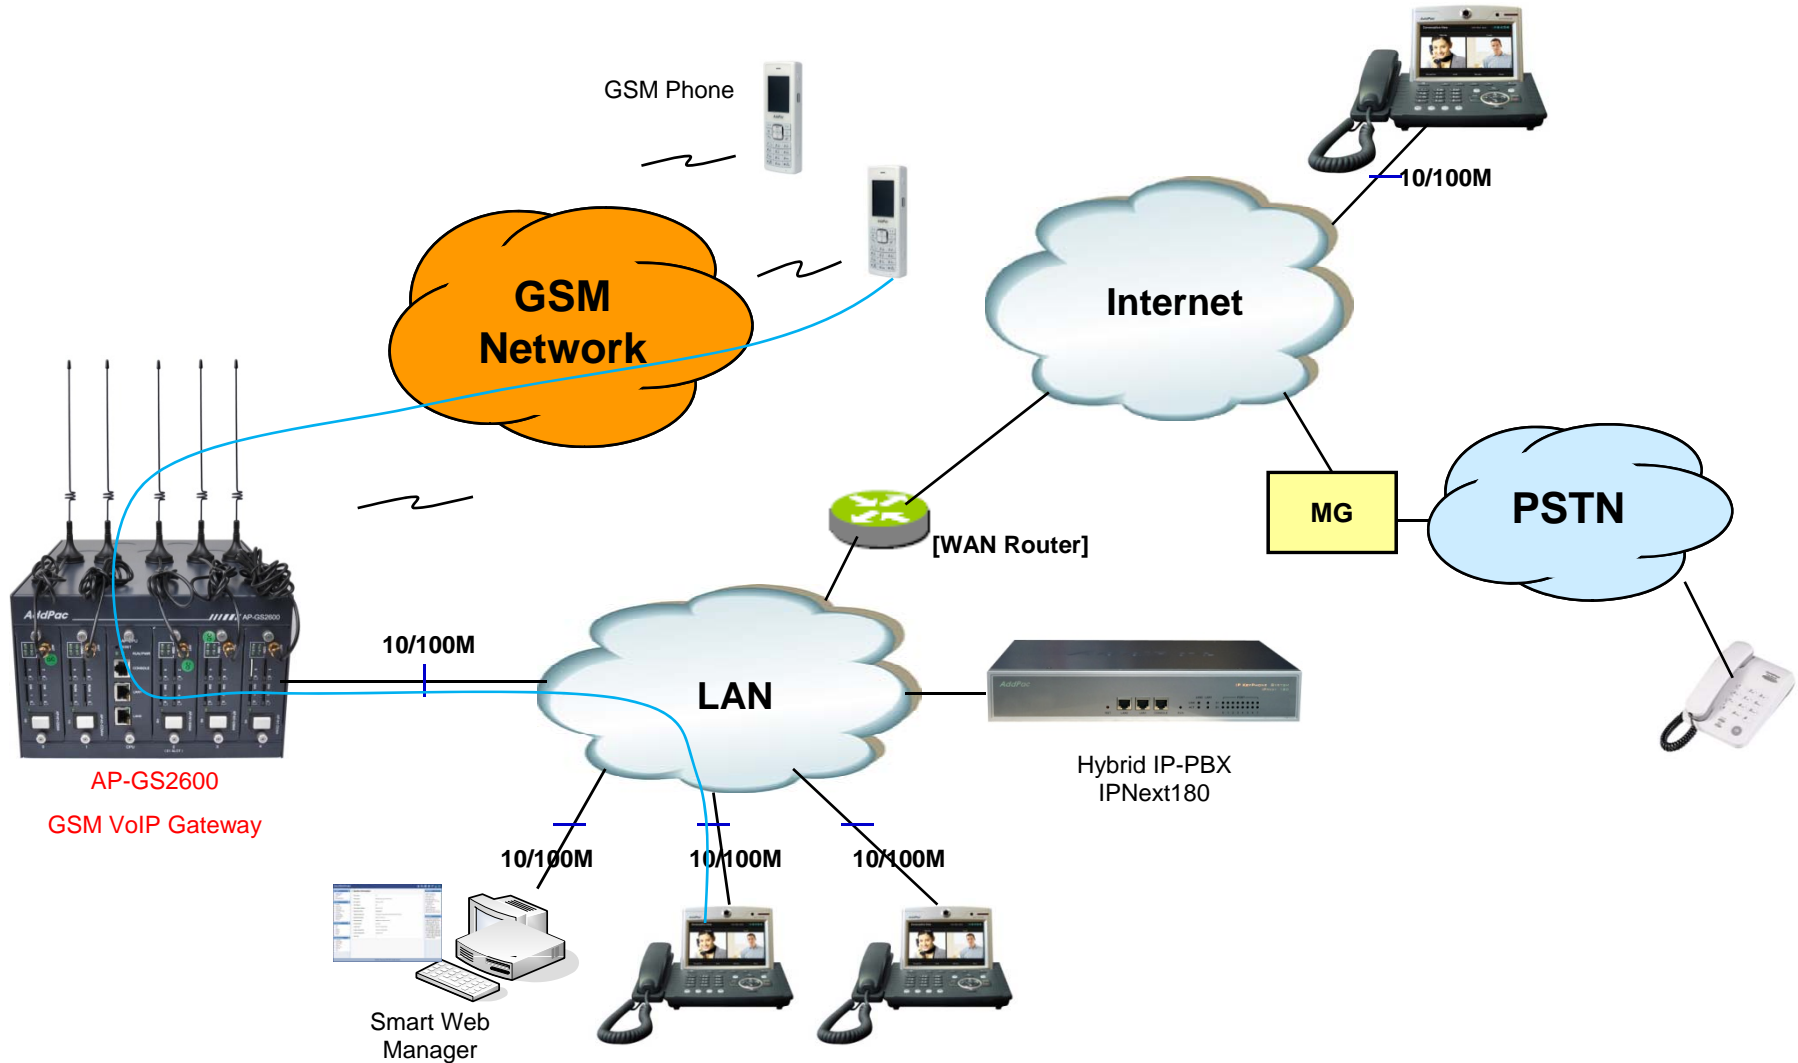 GSM Phone
10/100M
GSM
Network
Internet
MG
PSTN
[WAN Router]
AddPac
AP-GS2600
10/100M
LAN
AddPac
Hybrid IP-PBX
IPNext180
AP-GS2600
GSM VoIP Gateway
10/100M
10/100M
10/100M
Smart Web
Manager